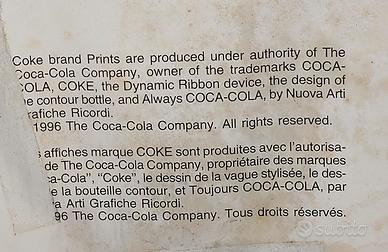 Coke brand Prints are produced under authority of The
Coca-Cola Company, owner of the trademarks COCA-
COLA, COKE, the Dynamic Ribbon device, the design of
he contour bottle, and Always COCA-COLA, by Nuova Arti
Grafiche Ricordi.
1996 The Coca-Cola Company. All rights reserved.
s affiches marque COKE sont produites avec l'autorisa-
de The Coca-Cola Company, propriétaire des marques
ca-Cola", "Coke", le dessin de la vague stylisée, le des-
e la bouteille contour, et Toujours COCA-COLA, par
a Arti Grafiche Ricordi.
96 The Coca-Cola Company. Tous droits réservés.
subito